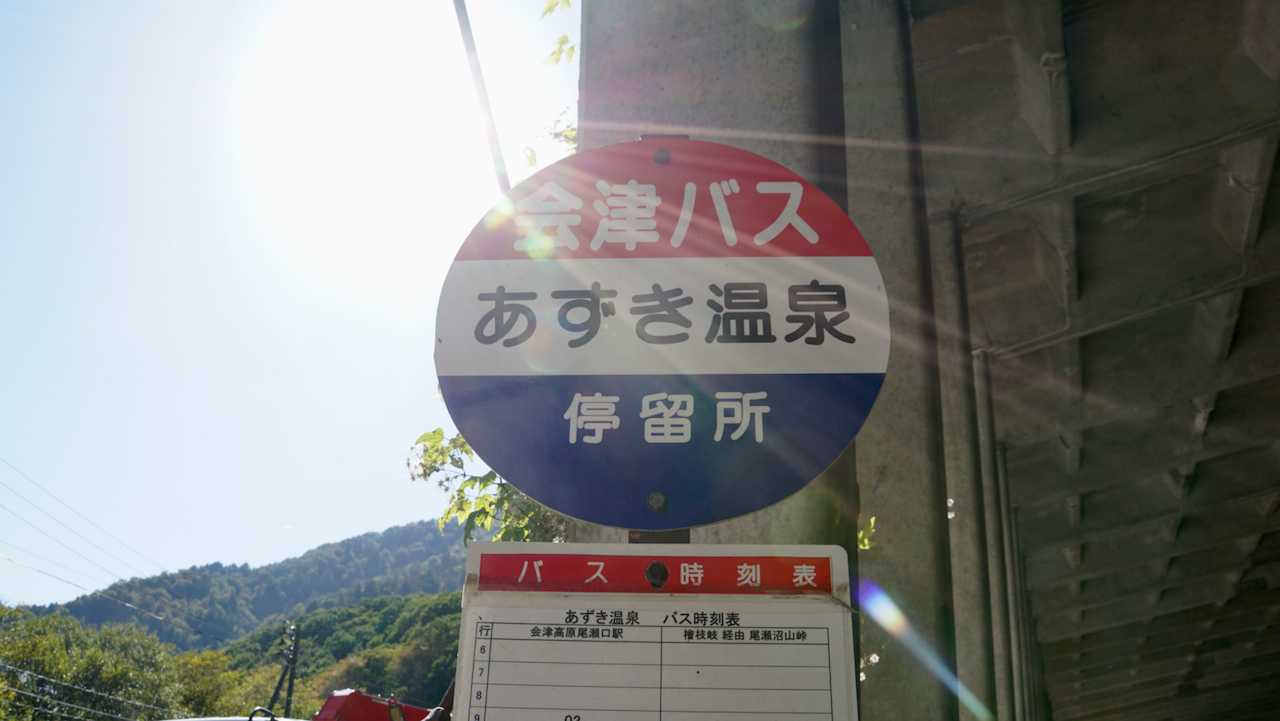 会津バス
あずき温泉
停留所
バス時刻表
あずき温泉 バス時刻表
行 会津高原尾瀬口駅 檜枝岐 経由 尾瀬沼山峠
6
7
8
9